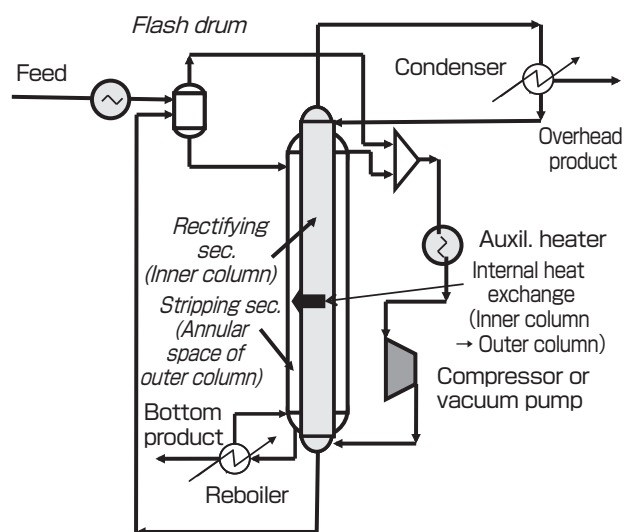 Flash drum
Feed
Condenser
Overhead
product
Rectifying
sec.
(Inner column)
Auxil. heater
Internal heat
exchange
(Inner column
→ Outer column)
Stripping sec.
(Annular
space of
outer column)
Compressor or
vacuum pump
Bottom
product
Reboiler